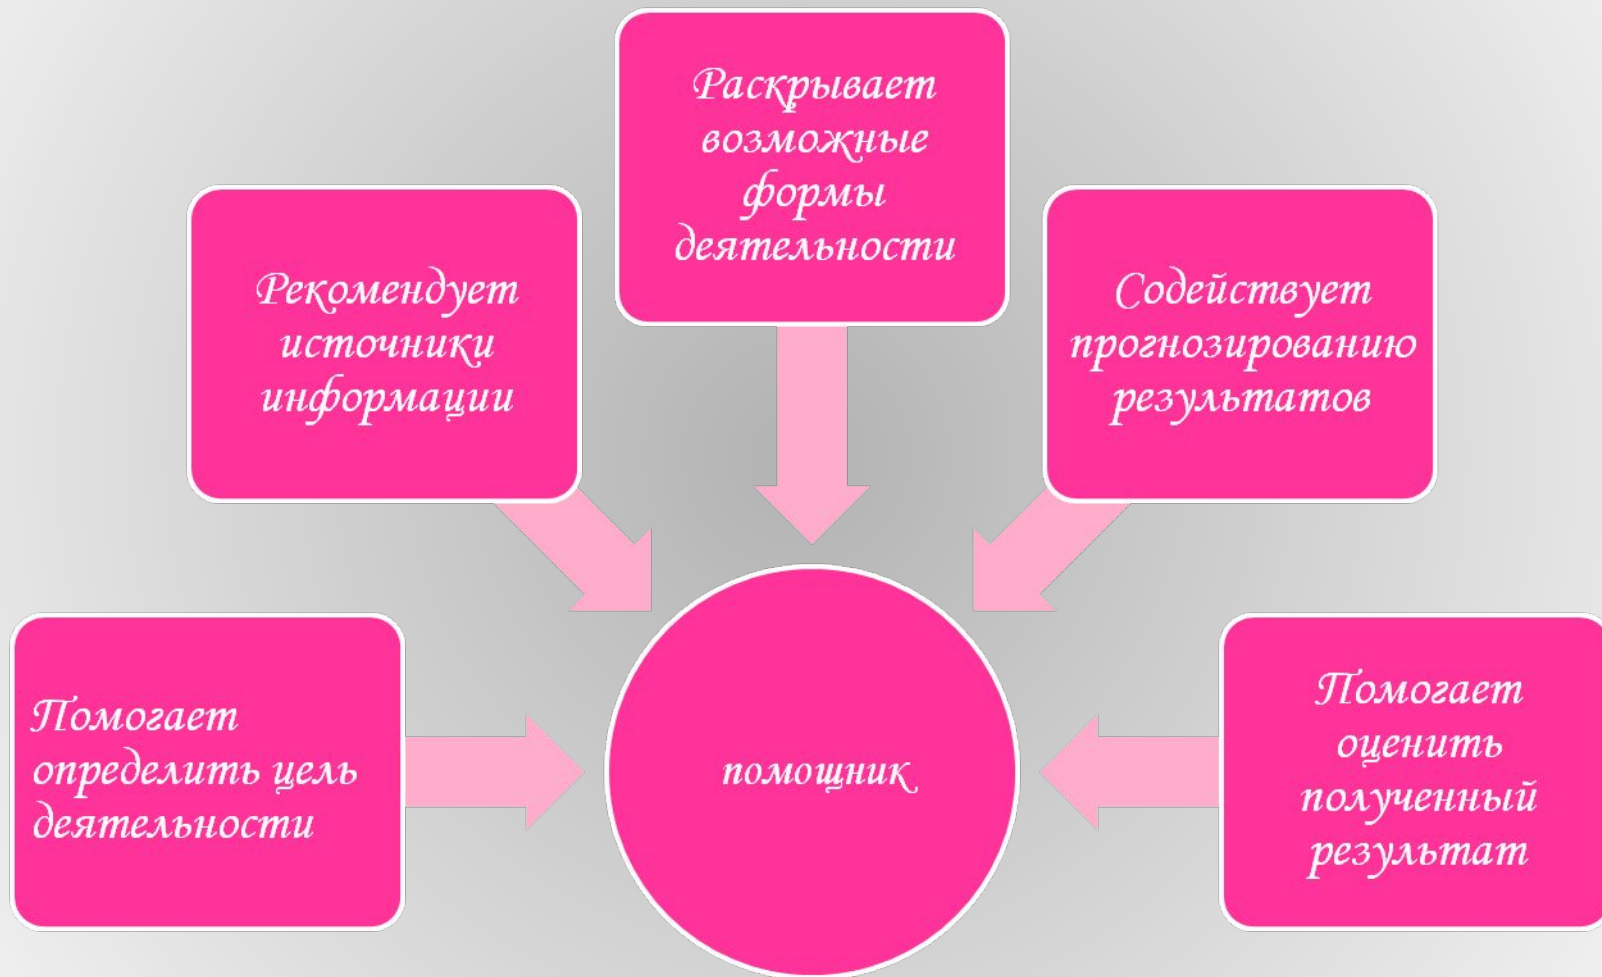 Раскрывает
возможные
формы
деятельности
Рекомендует
источники
информации
Содействует
прогнозированию
результатов
Помогает
определить цель
деятельности
помощник
Помогает
оценить
полученный
результат